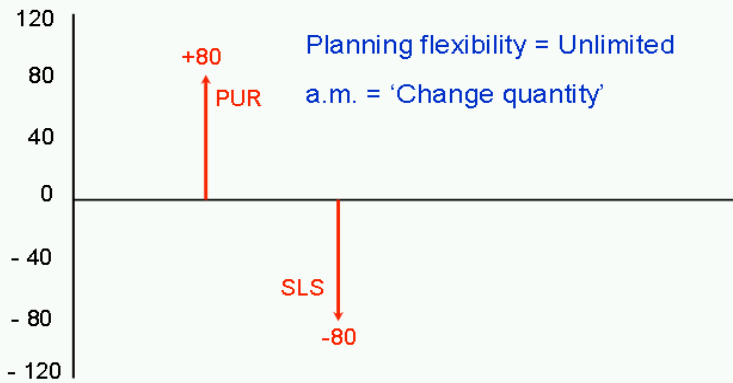 120
Planning flexibility = Unlimited
+80
80
a.m. = ‘Change quantity’
PUR
40
0
- 40
SLS
- 80
-80
- 120